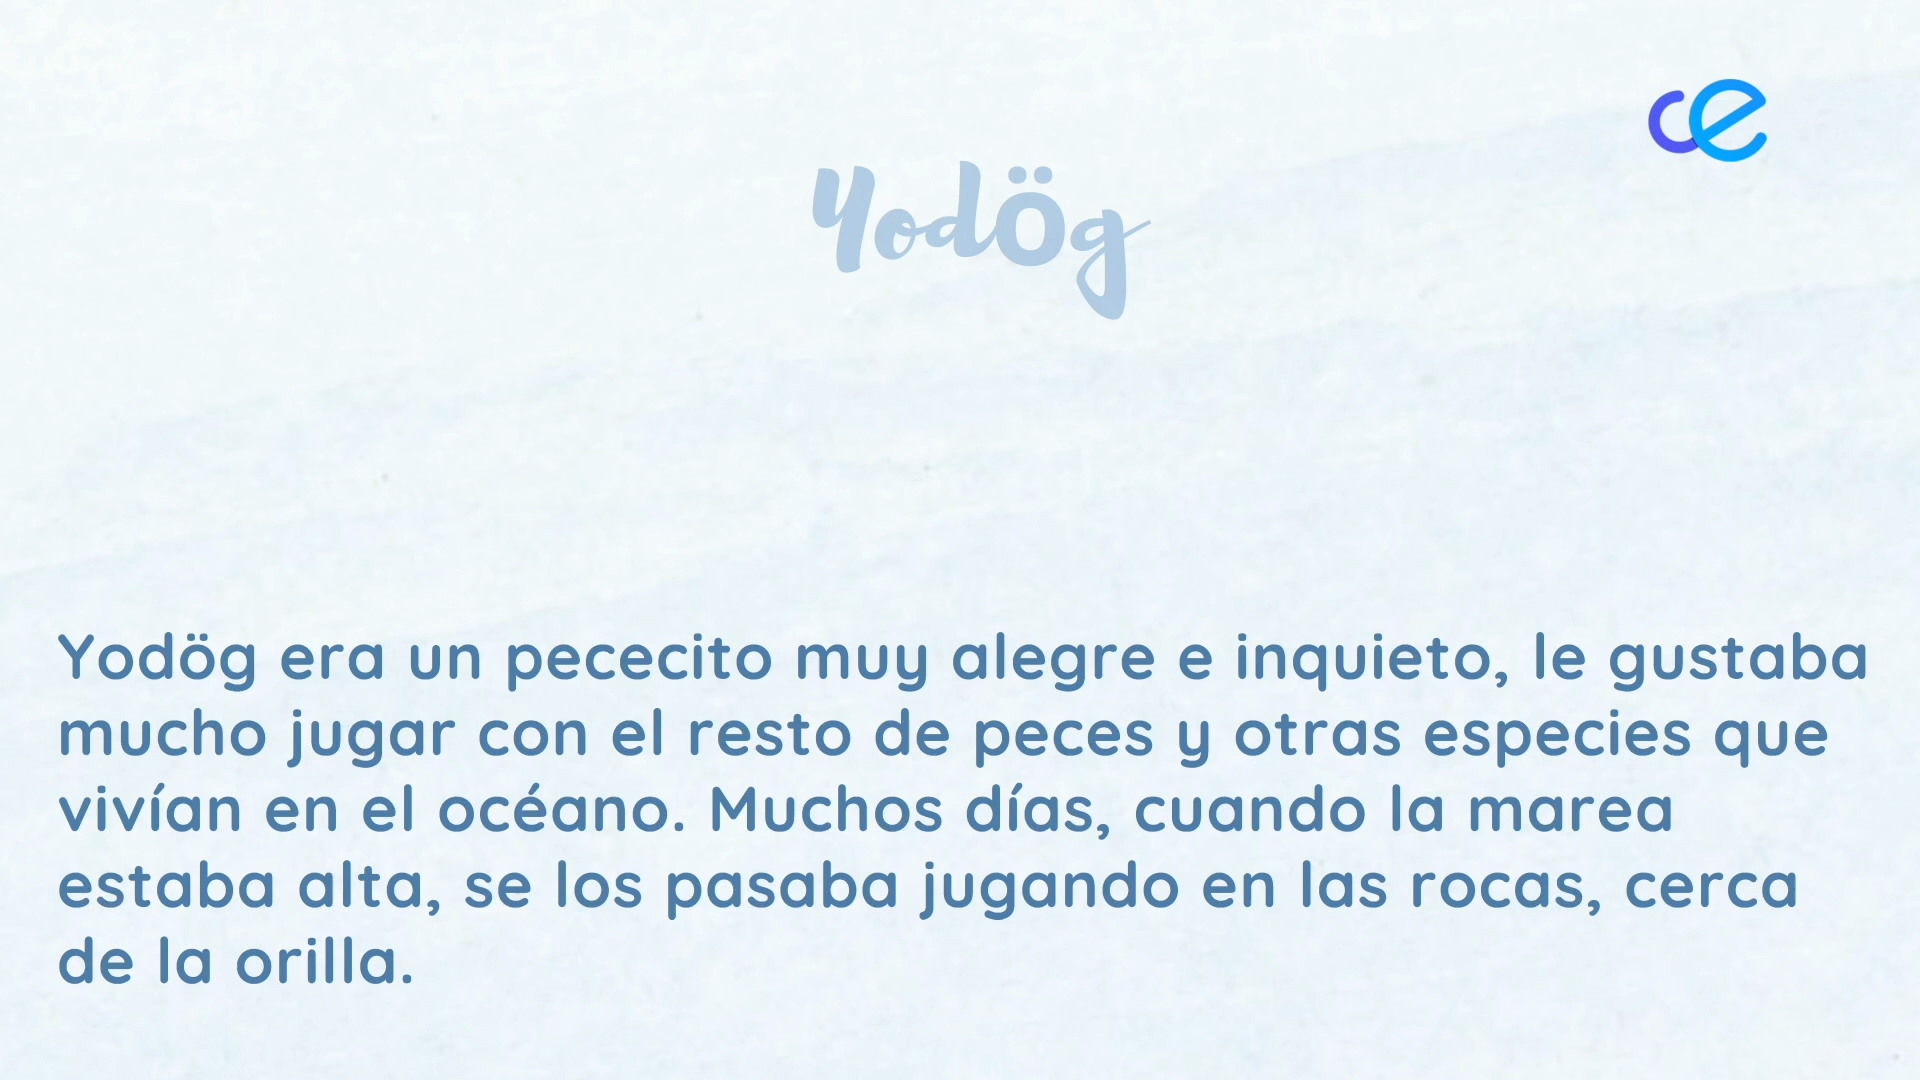 ce
Yodög
Yodög era un pececito muy alegre e inquieto, le gustaba
mucho jugar con el resto de peces y otras especies que
vivían en el océano. Muchos días, cuando la marea
estaba alta, se los pasaba jugando en las rocas, cerca
de la orilla.